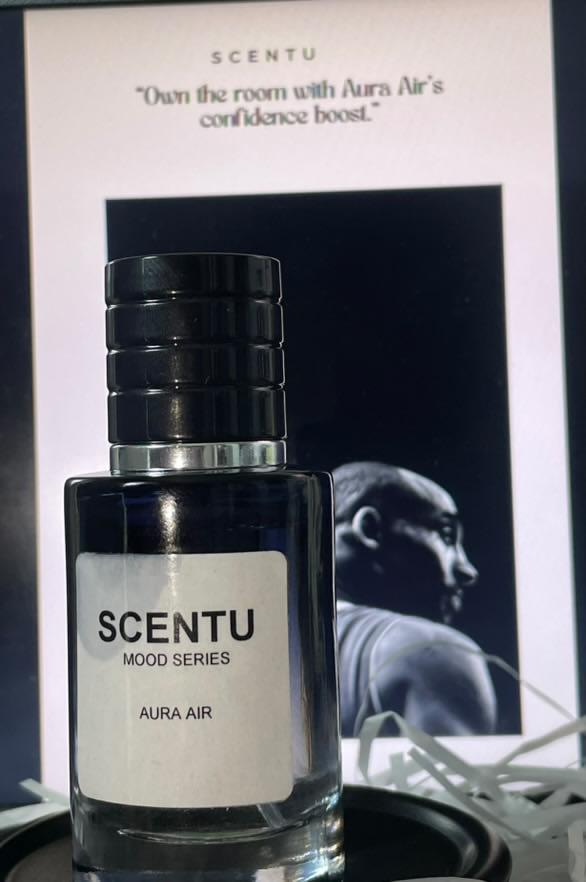 SCENTU
“Own the room with Aura Air’s
confidence boost.”
SCENTU
MOOD SERIES
AURA AIR